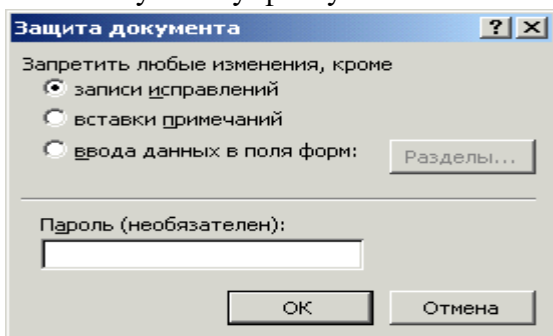 Защита документа
Запретить любые изменения, кроме
записи исправлений
вставки примечаний
ввода данных в поля форм:
Разделы...
Пароль (необязателен):
ОК
Отмена